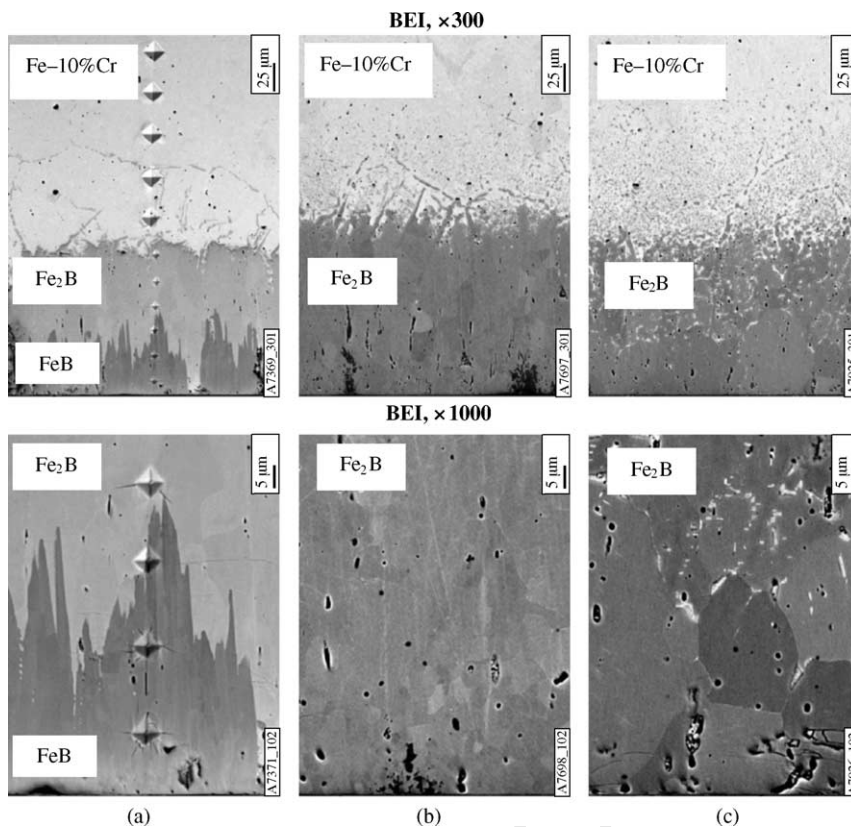 BEI, ×300
Fe–10%Cr
25 μm
Fe–10%Cr
25 μm
Fe–10%Cr
25 μm
Fe₂B
Fe₂B
Fe₂B
FeB
A7369_301
A7697_301
BEI, ×1000
Fe₂B
5 μm
Fe₂B
5 μm
Fe₂B
5 μm
FeB
A7371_102
A7698_102
(a)
(b)
(c)